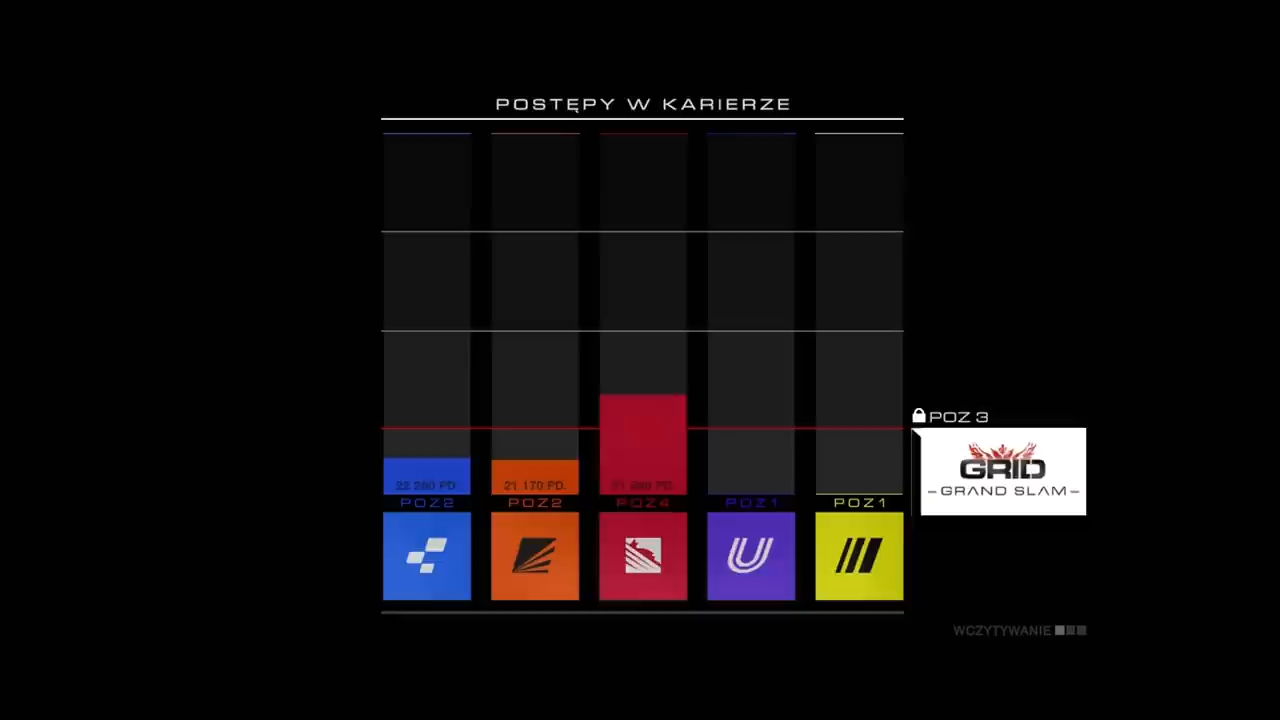 POSTĘPY W KARIERZE
POZ 3
GRID
GRAND SLAM
22 280 PD. 21 170 PD. PD.
POZ2 POZ2 POZ4 POZ1 POZ1
WCZYTYWANIE